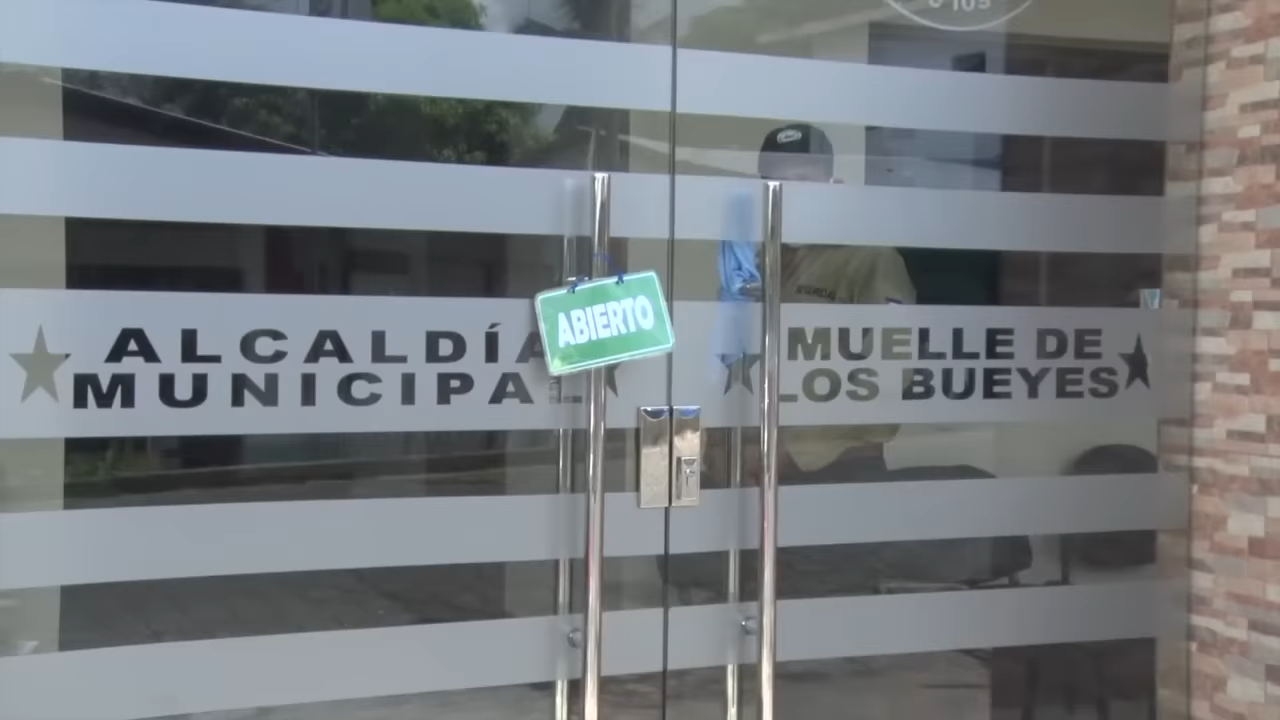 ALCALDÍA
MUNICIPAL
ABIERTO
MUELLE DE
LOS BUEYES